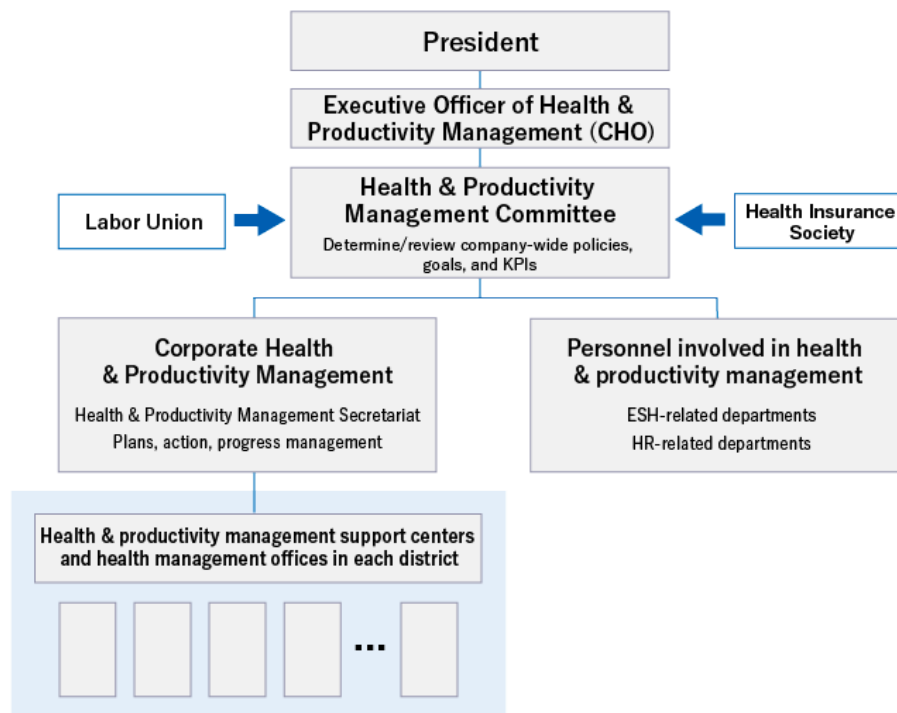 President
Executive Officer of Health &
Productivity Management (CHO)
Health & Productivity
Management Committee
Determine/review company-wide policies,
goals, and KPIs
Labor Union
Health Insurance
Society
Corporate Health
& Productivity Management
Health & Productivity Management Secretariat
Plans, action, progress management
Personnel involved in health
& productivity management
ESH-related departments
HR-related departments
Health & productivity management support centers
and health management offices in each district
...